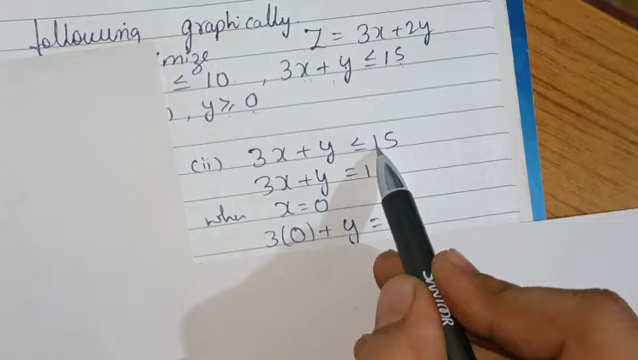 following graphically.
mize Z = 3x + 2y
≤ 10 , 3x + y ≤ 15
, y ≥ 0
(ii) 3x + y ≤ 15
3x + y = 1
when x = 0
3(0) + y =